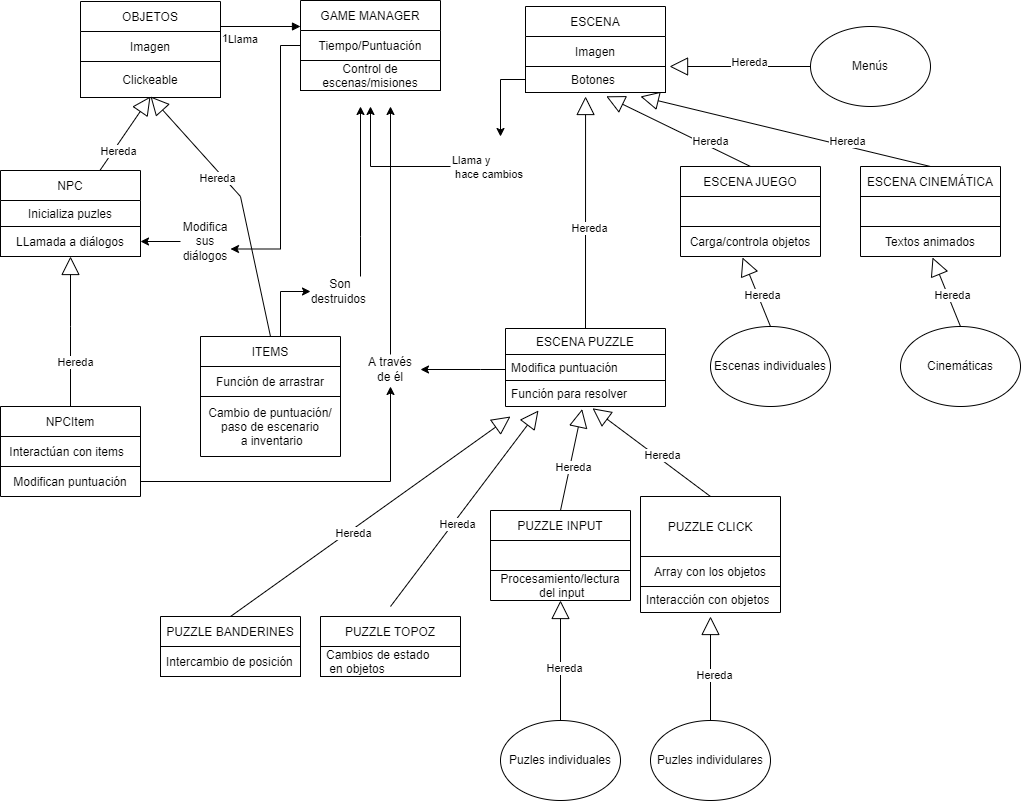 OBJETOS
Imagen
Clickeable
1
Llama
GAME MANAGER
Tiempo/Puntuación
Control de
escenas/misiones
ESCENA
Imagen
Botones
Hereda
Menús
Hereda
Hereda
Llama y
hace cambios
Hereda
Hereda
NPC
Inicializa puzles
LLamada a diálogos
Modifica
sus
diálogos
Hereda
ESCENA JUEGO
Carga/controla objetos
ESCENA CINEMÁTICA
Textos animados
Hereda
Son
destruidos
Hereda
Hereda
ITEMS
Función de arrastrar
Cambio de puntuación/
paso de escenario
a inventario
A través
de él
ESCENA PUZZLE
Modifica puntuación
Función para resolver
Escenas individuales
Cinemáticas
Hereda
NPCItem
Interactúan con items
Modifican puntuación
Hereda
Hereda
Hereda
Hereda
PUZZLE INPUT
Procesamiento/lectura
del input
PUZZLE CLICK
Array con los objetos
Interacción con objetos
PUZZLE BANDERINES
Intercambio de posición
PUZZLE TOPOZ
Cambios de estado
en objetos
Hereda
Hereda
Puzles individuales
Puzles individulares